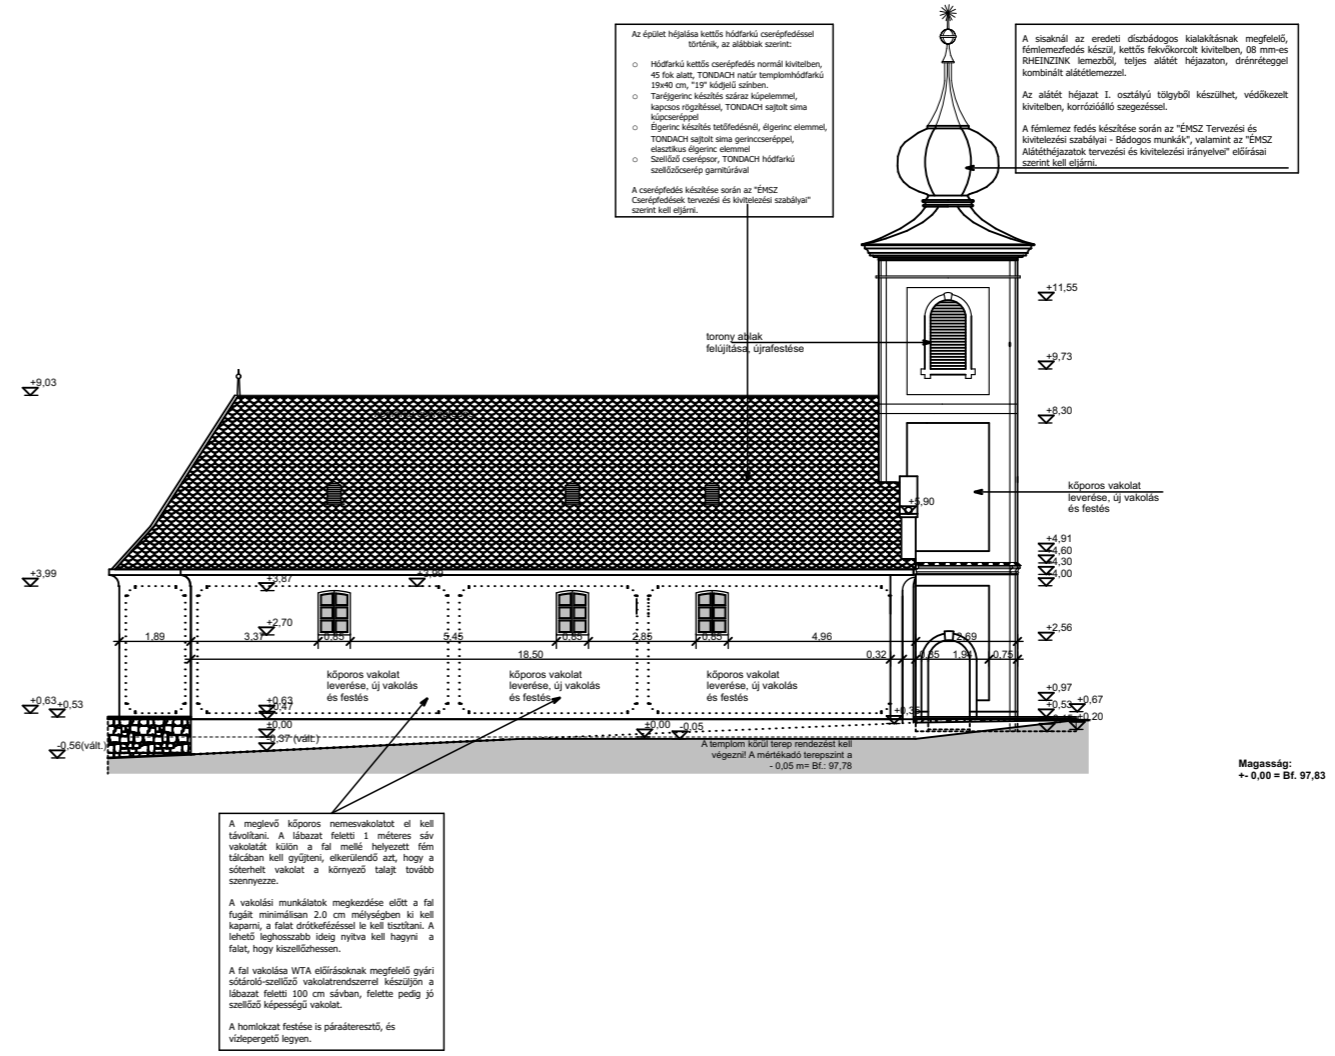 Az épület héjalása kettős hódfarkú cserépfedéssel
történik, az alábbiak szerint:
○ Hódfarkú kettős cserépfedés normál kivitelben,
45 fok alatt, TONDACH natúr templomhódfarkú
19x40 cm, "19" kódjelű színben.
○ Taréjgerinc készítés száraz kúpelemmel,
kapcsos rögzítéssel, TONDACH sajtolt sima
kúpcseréppel
○ Élgerinc készítés tetőfedésnél, élgerinc elemmel,
TONDACH sajtolt sima gerinccseréppel,
elasztikus élgerinc elemmel
○ Szellőző cserépsor, TONDACH hódfarkú
szellőzőcserép garnitúrával
A cserépfedés készítése során az "ÉMSZ
Cserépfedések tervezési és kivitelezési szabályai"
szerint kell eljárni.
A sisaknál az eredeti díszbádogos kialakításnak megfelelő,
fémlemezfedés készül, kettős fekvőkorcolt kivitelben, 08 mm-es
RHEINZINK lemezből, teljes alátét héjazaton, drénréteggel
kombinált alátétlemezzel.
Az alátét héjazat I. osztályú tölgyből készülhet, védőkezelt
kivitelben, korrózióálló szegezéssel.
A fémlemez fedés készítése során az "ÉMSZ Tervezési és
kivitelezési szabályai - Bádogos munkák", valamint az "ÉMSZ
Alátéthéjazatok tervezési és kivitelezési irányelvei" előírásai
szerint kell eljárni.
+11,55
torony ablak
felújítása, újrafestése
+9,73
+9,03
+8,30
kőporos vakolat
leverése, új vakolás
és festés
+5,90
+4,91
+4,60
+4,30
+4,00
+3,99
+3,87
+3,99
+2,70
+2,56
1,89
3,37
0,85
5,45
0,85
2,85
0,85
4,96
2,69
18,50
0,32
0,35
1,94
0,75
kőporos vakolat
leverése, új vakolás
és festés
kőporos vakolat
leverése, új vakolás
és festés
kőporos vakolat
leverése, új vakolás
és festés
+0,97
+0,67
+0,63
+0,53
+0,63
+0,47
+0,35
+0,53
+0,20
+0,00
+0,00
-0,05
-0,37 (vált.)
-0,56(vált.)
A templom körül terep rendezést kell
végezni! A mértékadó terepszint a
- 0,05 m= Bf.: 97,78
Magasság:
+- 0,00 = Bf. 97,83
A meglevő kőporos nemesvakolatot el kell
távolítani. A lábazat feletti 1 méteres sáv
vakolatát külön a fal mellé helyezett fém
tálcában kell gyűjteni, elkerülendő azt, hogy a
sóterhelt vakolat a környező talajt tovább
szennyezze.
A vakolási munkálatok megkezdése előtt a fal
fugáit minimálisan 2.0 cm mélységben ki kell
kaparni, a falat drótkefézéssel le kell tisztítani. A
lehető leghosszabb ideig nyitva kell hagyni a
falat, hogy kiszellőzhessen.
A fal vakolása WTA előírásoknak megfelelő gyári
sótároló-szellőző vakolatrendszerrel készüljön a
lábazat feletti 100 cm sávban, felette pedig jó
szellőző képességű vakolat.
A homlokzat festése is páraáteresztő, és
vízlepergető legyen.